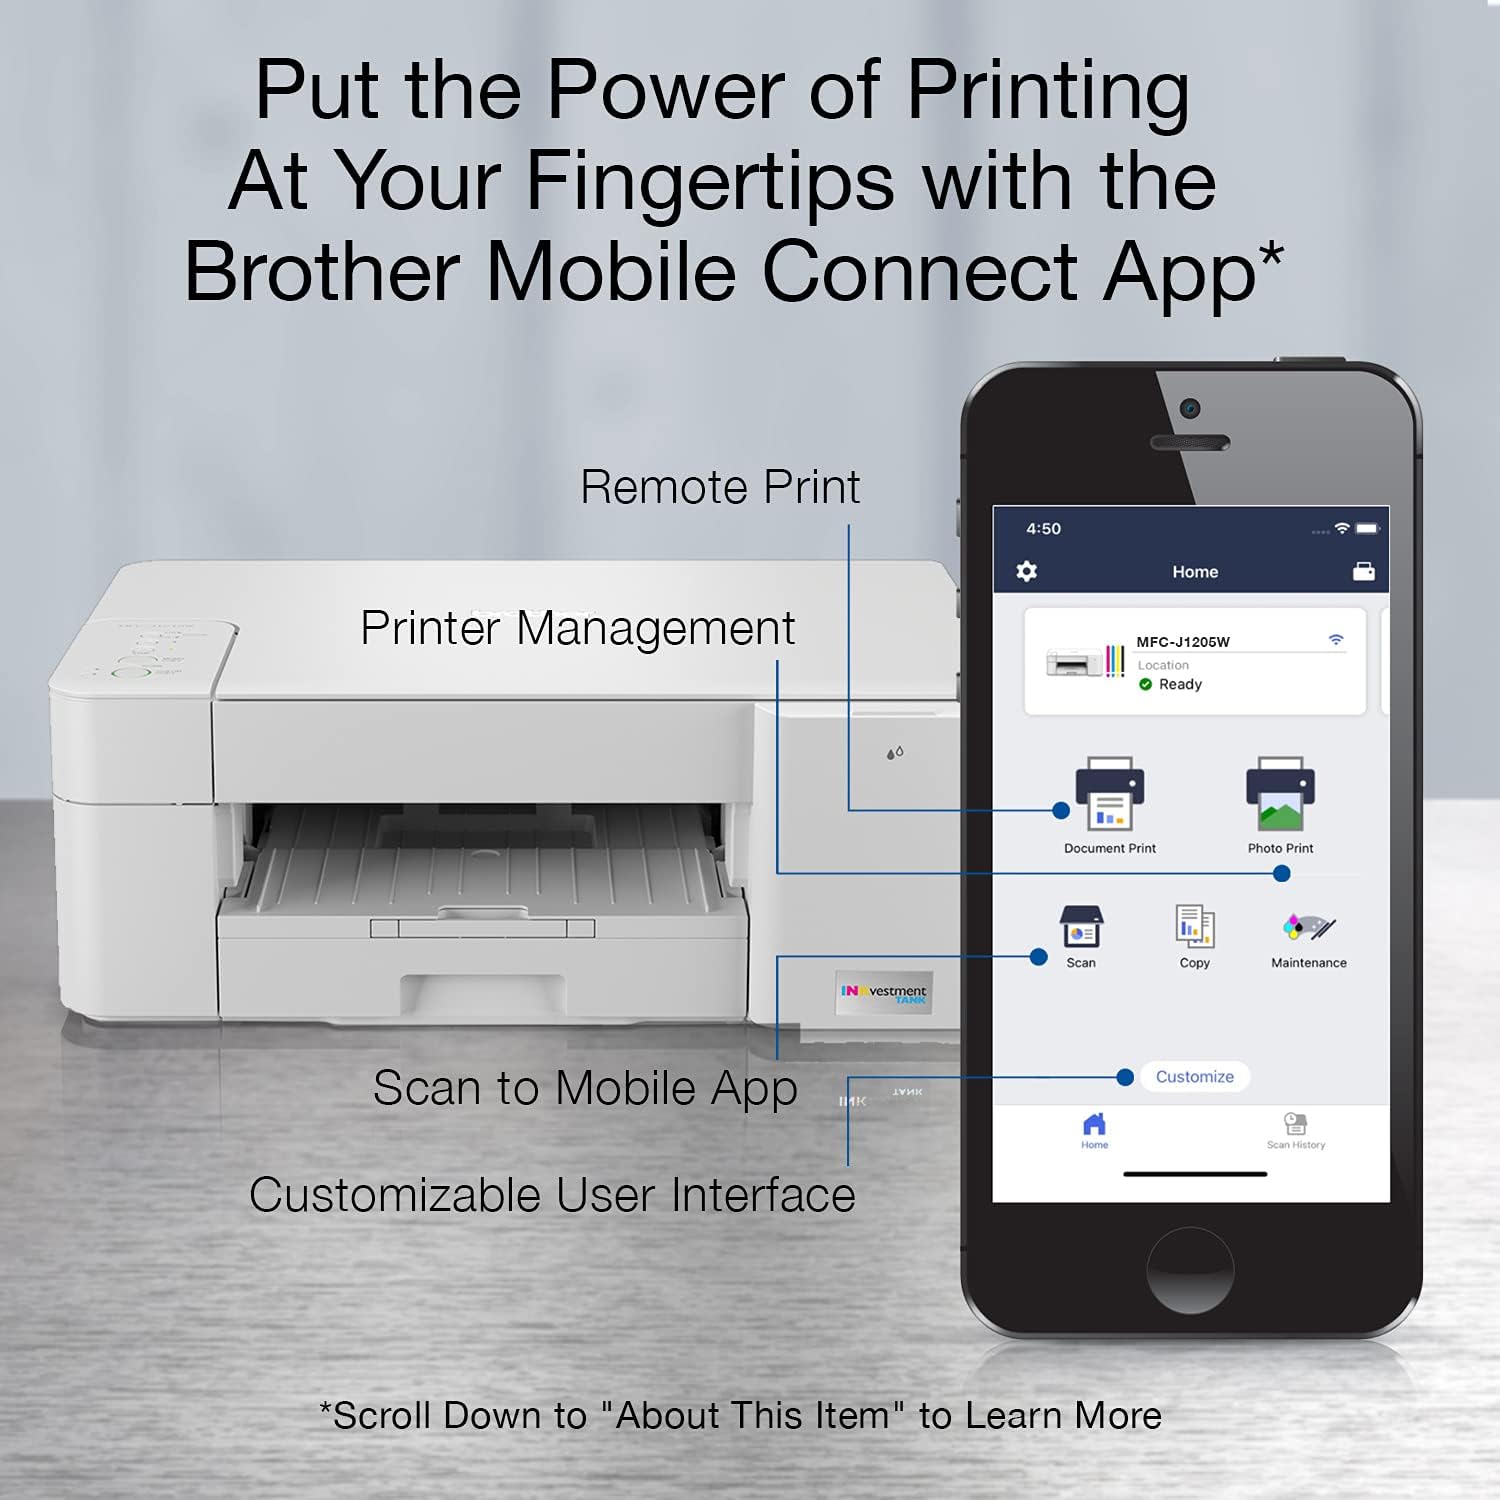 Put the Power of Printing
At Your Fingertips with the
Brother Mobile Connect App*
Remote Print
Printer Management
4:50
Home
MFC-J1205W
Location
Ready
Document Print
Photo Print
Scan
Copy
Maintenance
INKvestment
TANK
Scan to Mobile App
Customize
Home
Scan History
Customizable User Interface
*Scroll Down to "About This Item" to Learn More